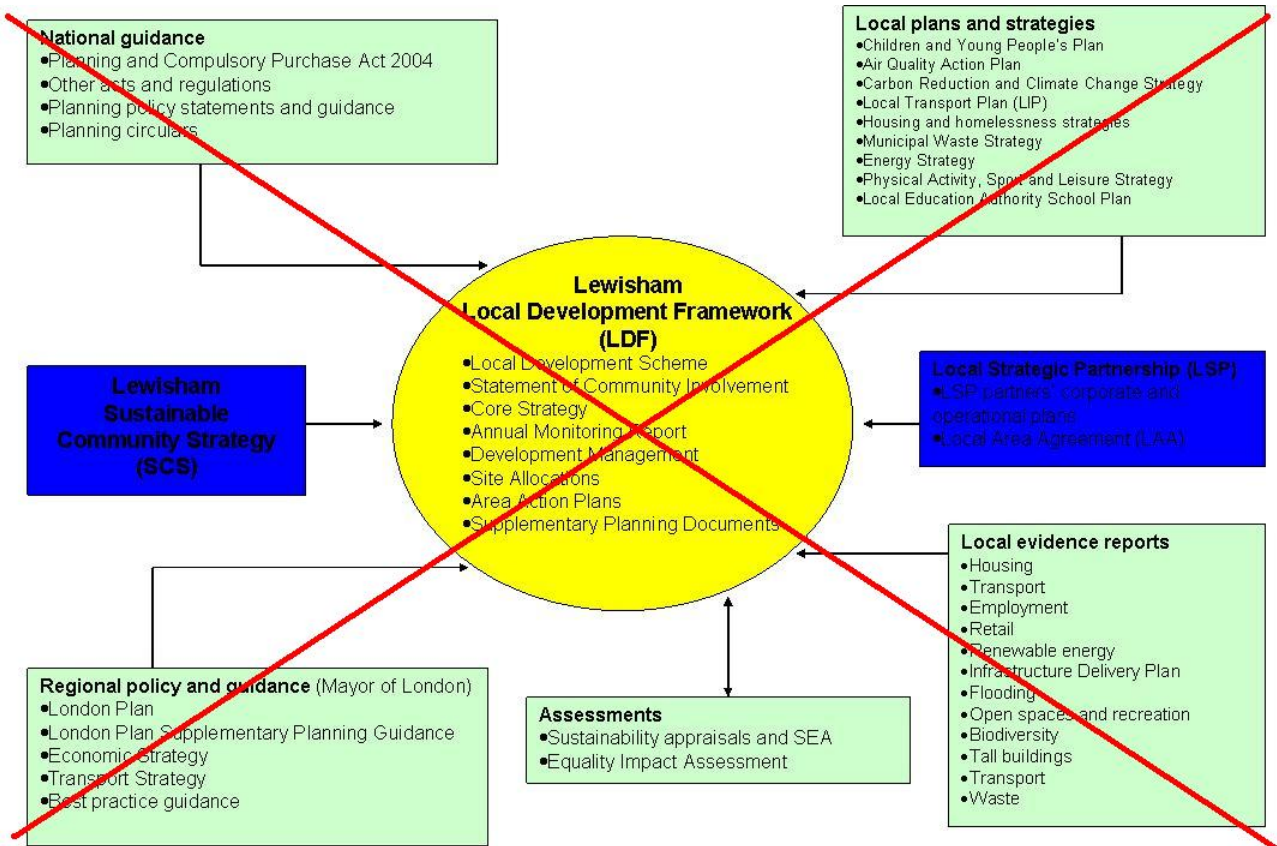 National guidance
•Planning and Compulsory Purchase Act 2004
•Other acts and regulations
•Planning policy statements and guidance
•Planning circulars
Local plans and strategies
•Children and Young People's Plan
•Air Quality Action Plan
•Carbon Reduction and Climate Change Strategy
•Local Transport Plan (LIP)
•Housing and homelessness strategies
•Municipal Waste Strategy
•Energy Strategy
•Physical Activity, Sport and Leisure Strategy
•Local Education Authority School Plan
Lewisham
Local Development Framework
(LDF)
•Local Development Scheme
•Statement of Community Involvement
•Core Strategy
•Annual Monitoring Report
•Development Management
•Site Allocations
•Area Action Plans
•Supplementary Planning Documents
Lewisham
Sustainable
Community Strategy
(SCS)
Local Strategic Partnership (LSP)
•LSP partners' corporate and
operational plans
•Local Area Agreement (LAA)
Regional policy and guidance (Mayor of London)
•London Plan
•London Plan Supplementary Planning Guidance
•Economic Strategy
•Transport Strategy
•Best practice guidance
Assessments
•Sustainability appraisals and SEA
•Equality Impact Assessment
Local evidence reports
•Housing
•Transport
•Employment
•Retail
•Renewable energy
•Infrastructure Delivery Plan
•Flooding
•Open spaces and recreation
•Biodiversity
•Tall buildings
•Transport
•Waste